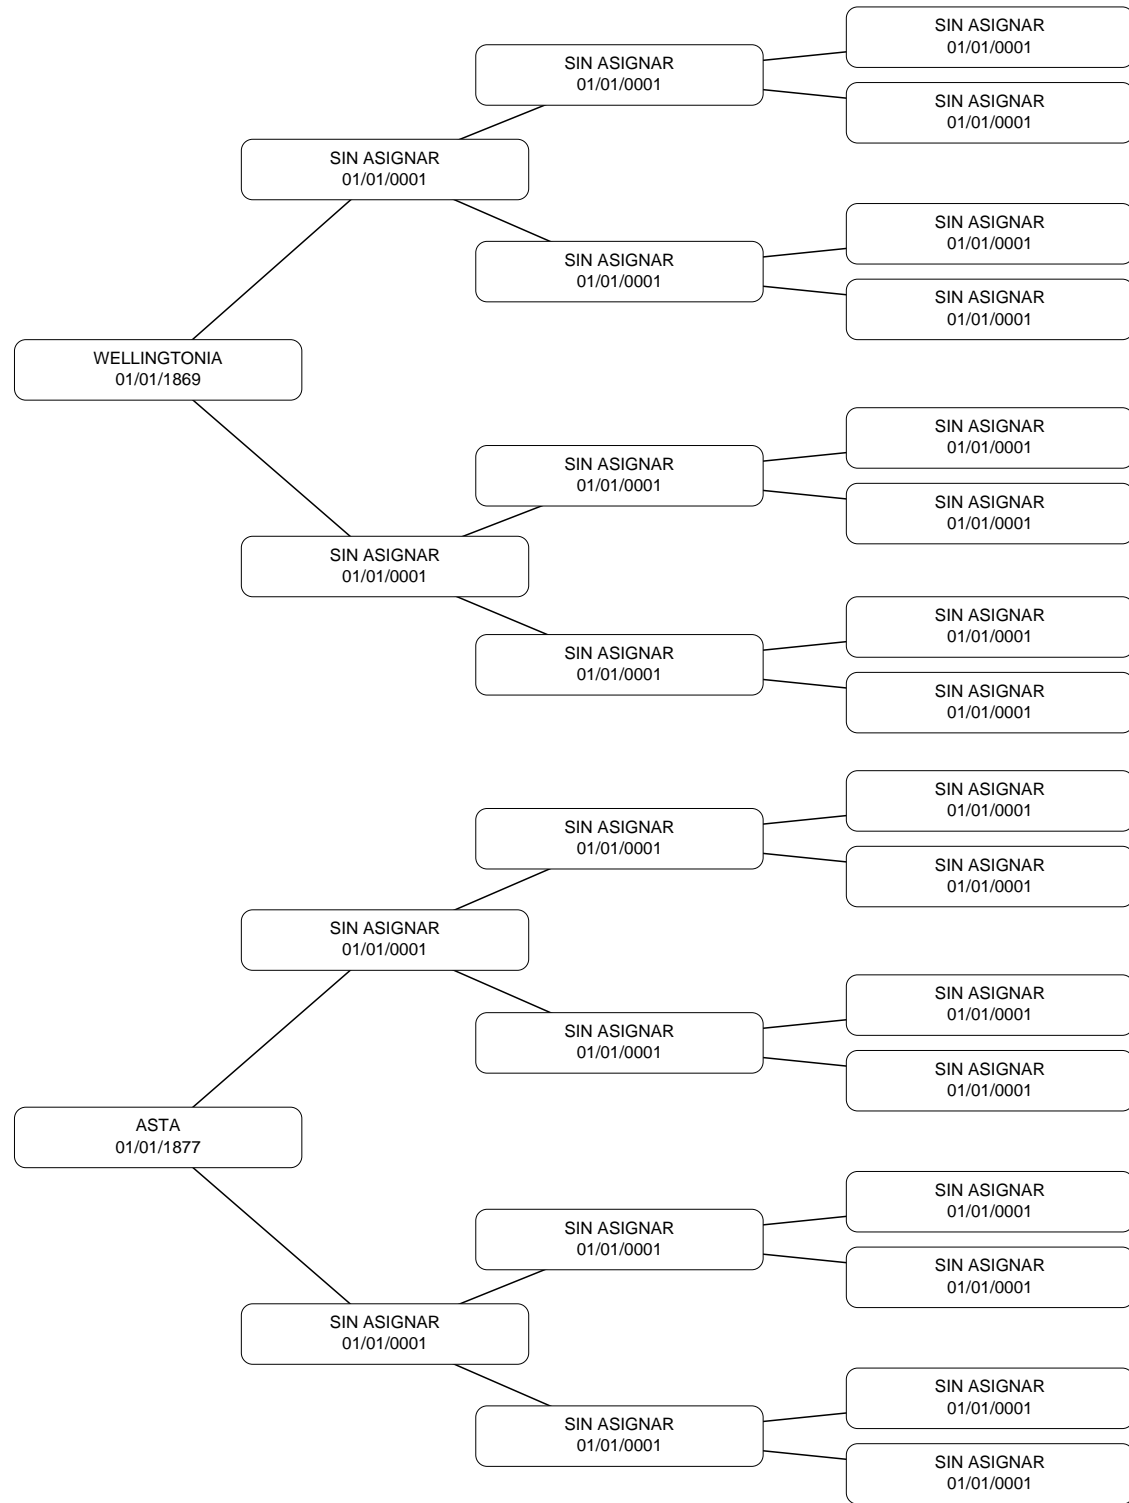 SIN ASIGNAR
01/01/0001
SIN ASIGNAR
01/01/0001
SIN ASIGNAR
01/01/0001
SIN ASIGNAR
01/01/0001
SIN ASIGNAR
01/01/0001
SIN ASIGNAR
01/01/0001
SIN ASIGNAR
01/01/0001
WELLINGTONIA
01/01/1869
SIN ASIGNAR
01/01/0001
SIN ASIGNAR
01/01/0001
SIN ASIGNAR
01/01/0001
SIN ASIGNAR
01/01/0001
SIN ASIGNAR
01/01/0001
SIN ASIGNAR
01/01/0001
SIN ASIGNAR
01/01/0001
SIN ASIGNAR
01/01/0001
SIN ASIGNAR
01/01/0001
SIN ASIGNAR
01/01/0001
SIN ASIGNAR
01/01/0001
SIN ASIGNAR
01/01/0001
SIN ASIGNAR
01/01/0001
SIN ASIGNAR
01/01/0001
ASTA
01/01/1877
SIN ASIGNAR
01/01/0001
SIN ASIGNAR
01/01/0001
SIN ASIGNAR
01/01/0001
SIN ASIGNAR
01/01/0001
SIN ASIGNAR
01/01/0001
SIN ASIGNAR
01/01/0001
SIN ASIGNAR
01/01/0001